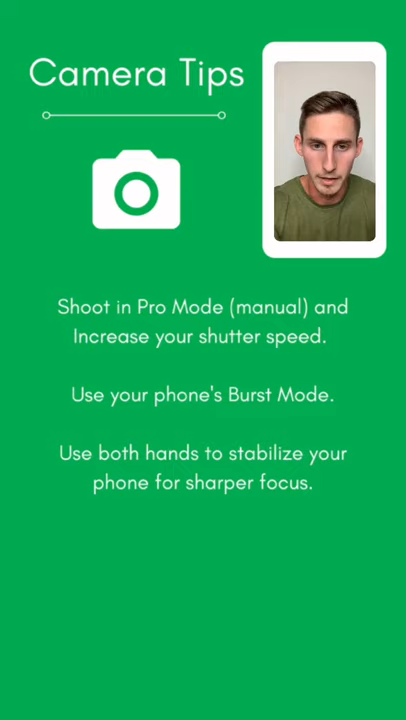 Camera Tips
Shoot in Pro Mode (manual) and
Increase your shutter speed.
Use your phone's Burst Mode.
Use both hands to stabilize your
phone for sharper focus.